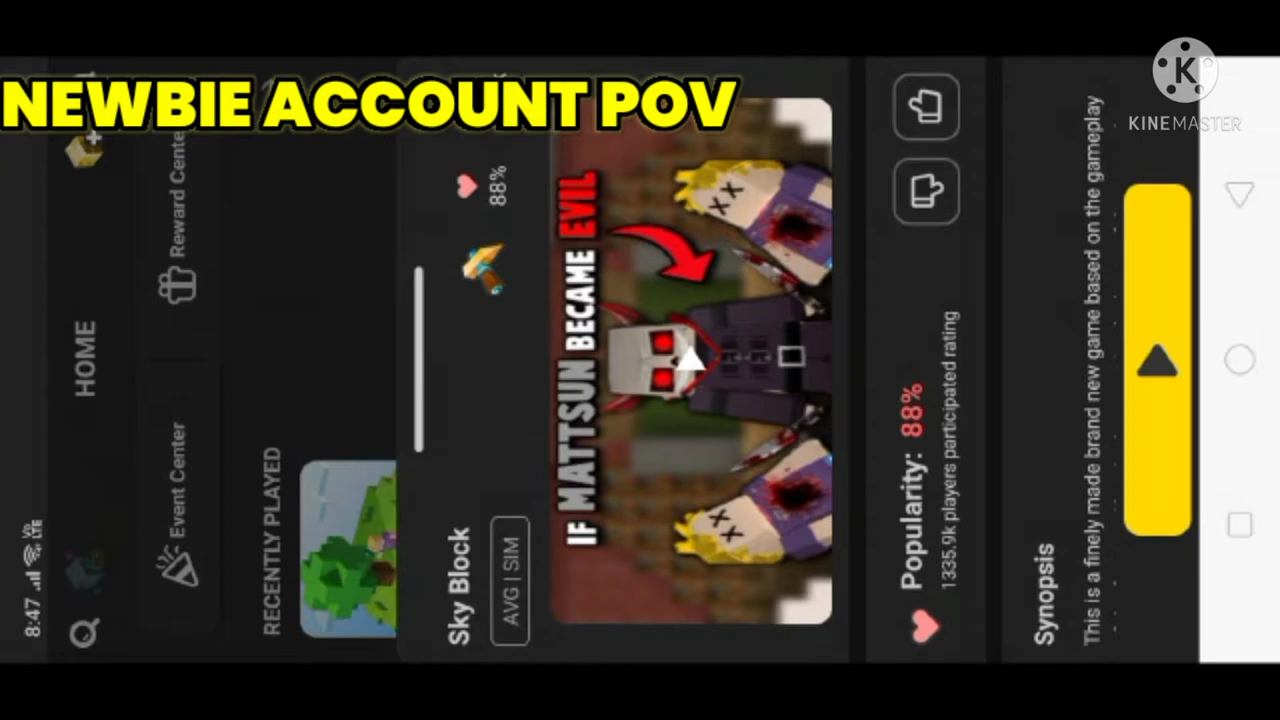 NEWBIE ACCOUNT POV
KINEMASTER
8:47
HOME
Event Center
Reward Cente
RECENTLY PLAYED
Sky Block
88%
AVG | SIM
IF MATTSUN BECAME EVIL
Popularity: 88%
1335.9k players participated rating
Synopsis
This is a finely made brand new game based on the gameplay